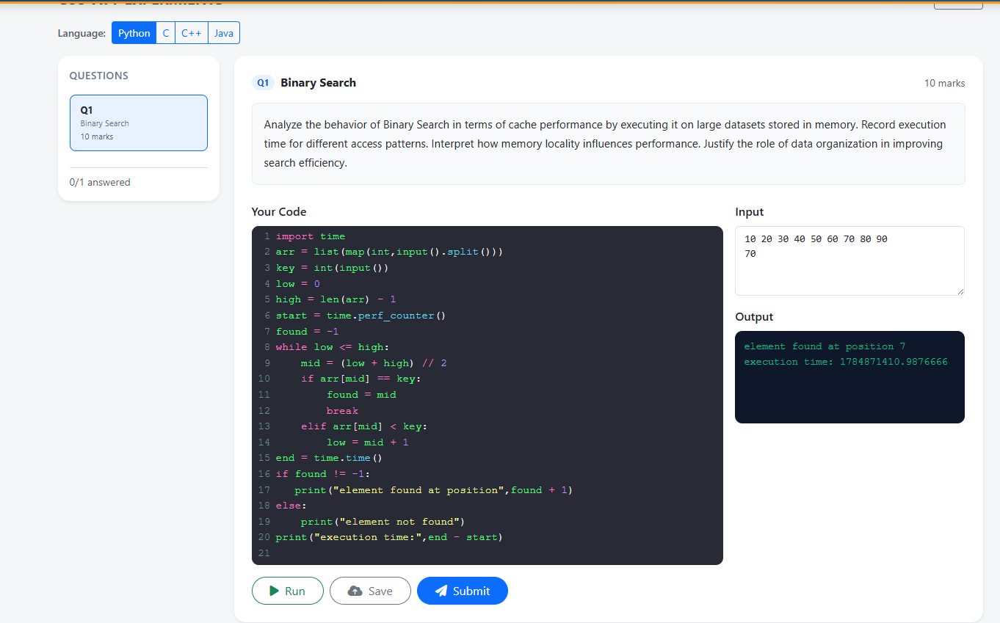 Language: Python C C++ Java
QUESTIONS
Q1
Binary Search
10 marks
0/1 answered
Q1 Binary Search
10 marks
Analyze the behavior of Binary Search in terms of cache performance by executing it on large datasets stored in memory. Record execution
time for different access patterns. Interpret how memory locality influences performance. Justify the role of data organization in improving
search efficiency.
Your Code
1 import time
2 arr = list(map(int,input().split()))
3 key = int(input())
4 low = 0
5 high = len(arr) - 1
6 start = time.perf_counter()
7 found = -1
8 while low <= high:
9     mid = (low + high) // 2
10     if arr[mid] == key:
11         found = mid
12         break
13     elif arr[mid] < key:
14         low = mid + 1
15 end = time.time()
16 if found != -1:
17    print("element found at position",found + 1)
18 else:
19     print("element not found")
20 print("execution time:",end - start)
21
Run Save Submit
Input
10 20 30 40 50 60 70 80 90
70
Output
element found at position 7
execution time: 1784871410.9876666